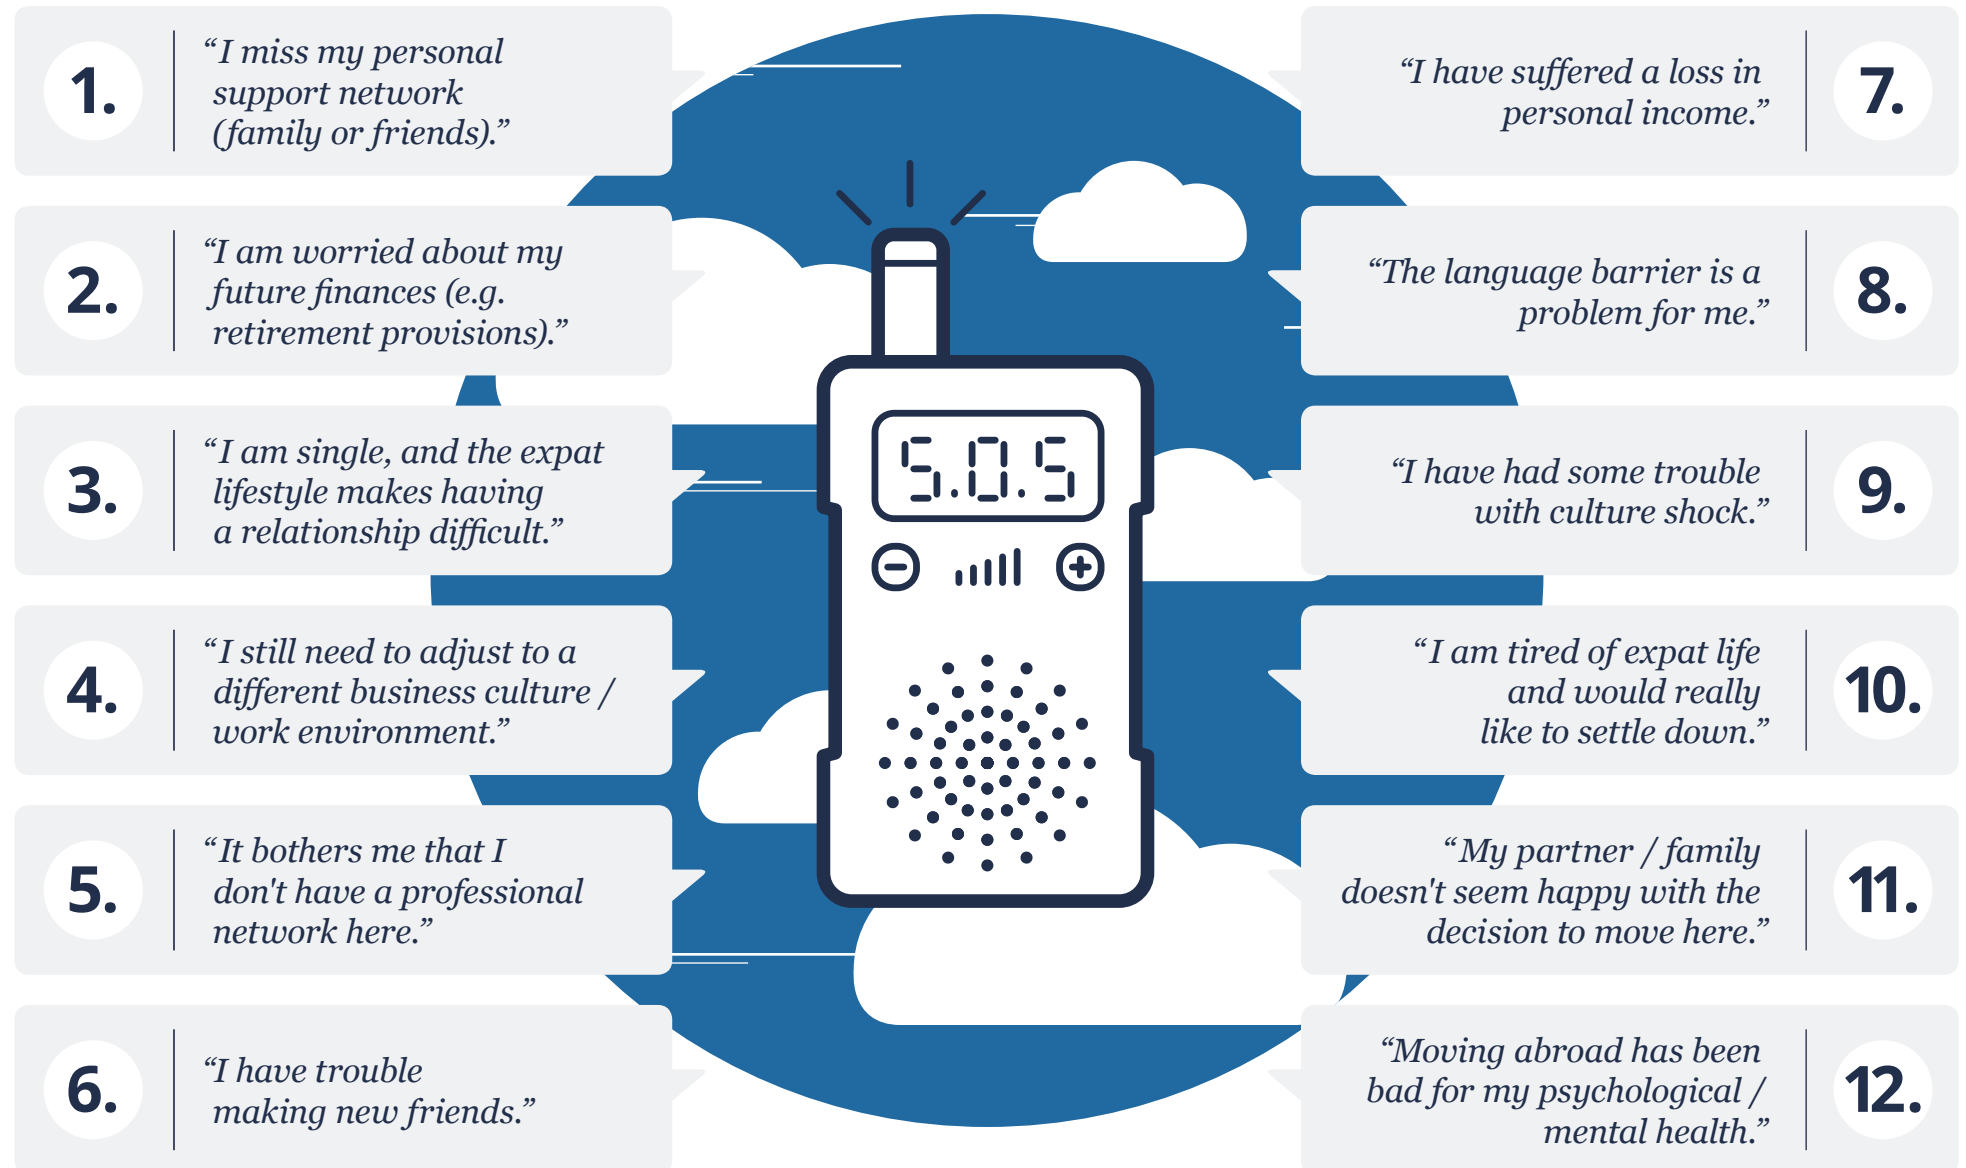 1.
“I miss my personal
support network
(family or friends).”
2.
“I am worried about my
future finances (e.g.
retirement provisions).”
3.
“I am single, and the expat
lifestyle makes having
a relationship difficult.”
4.
“I still need to adjust to a
different business culture /
work environment.”
5.
“It bothers me that I
don't have a professional
network here.”
6.
“I have trouble
making new friends.”
S.O.S
7.
“I have suffered a loss in
personal income.”
8.
“The language barrier is a
problem for me.”
9.
“I have had some trouble
with culture shock.”
10.
“I am tired of expat life
and would really
like to settle down.”
11.
“My partner / family
doesn't seem happy with the
decision to move here.”
12.
“Moving abroad has been
bad for my psychological /
mental health.”